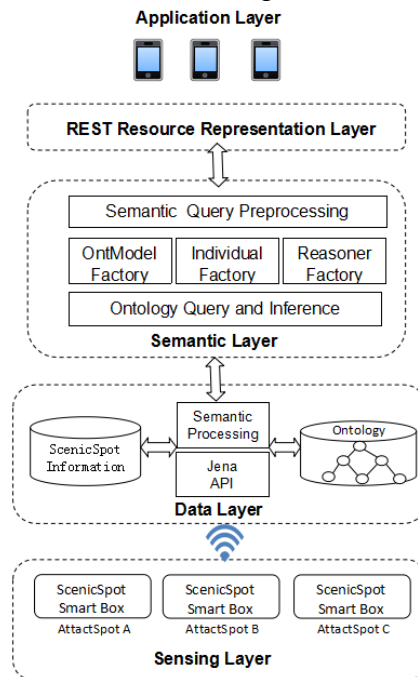 Application Layer
REST Resource Representation Layer
Semantic Query Preprocessing
OntModel
Factory
Individual
Factory
Reasoner
Factory
Ontology Query and Inference
Semantic Layer
ScenicSpot
Information
Semantic
Processing
Jena
API
Ontology
Data Layer
ScenicSpot
Smart Box
ScenicSpot
Smart Box
ScenicSpot
Smart Box
AttactSpot A
AttactSpot B
AttactSpot C
Sensing Layer